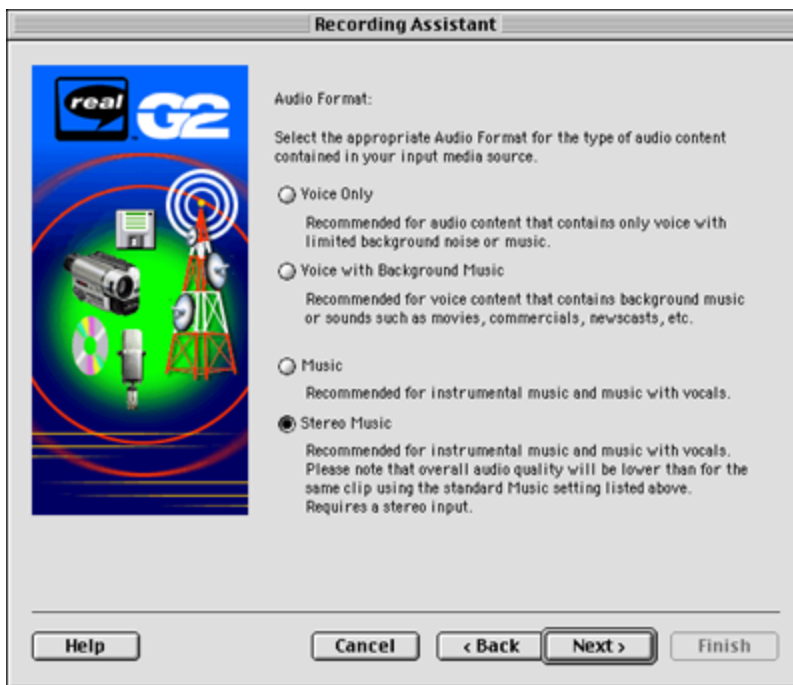 Recording Assistant
real
G2
Audio Format:
Select the appropriate Audio Format for the type of audio content
contained in your input media source.
Voice Only
Recommended for audio content that contains only voice with
limited background noise or music.
Voice with Background Music
Recommended for voice content that contains background music
or sounds such as movies, commercials, newscasts, etc.
Music
Recommended for instrumental music and music with vocals.
Stereo Music
Recommended for instrumental music and music with vocals.
Please note that overall audio quality will be lower than for the
same clip using the standard Music setting listed above.
Requires a stereo input.
Help
Cancel
‹ Back
Next ›
Finish